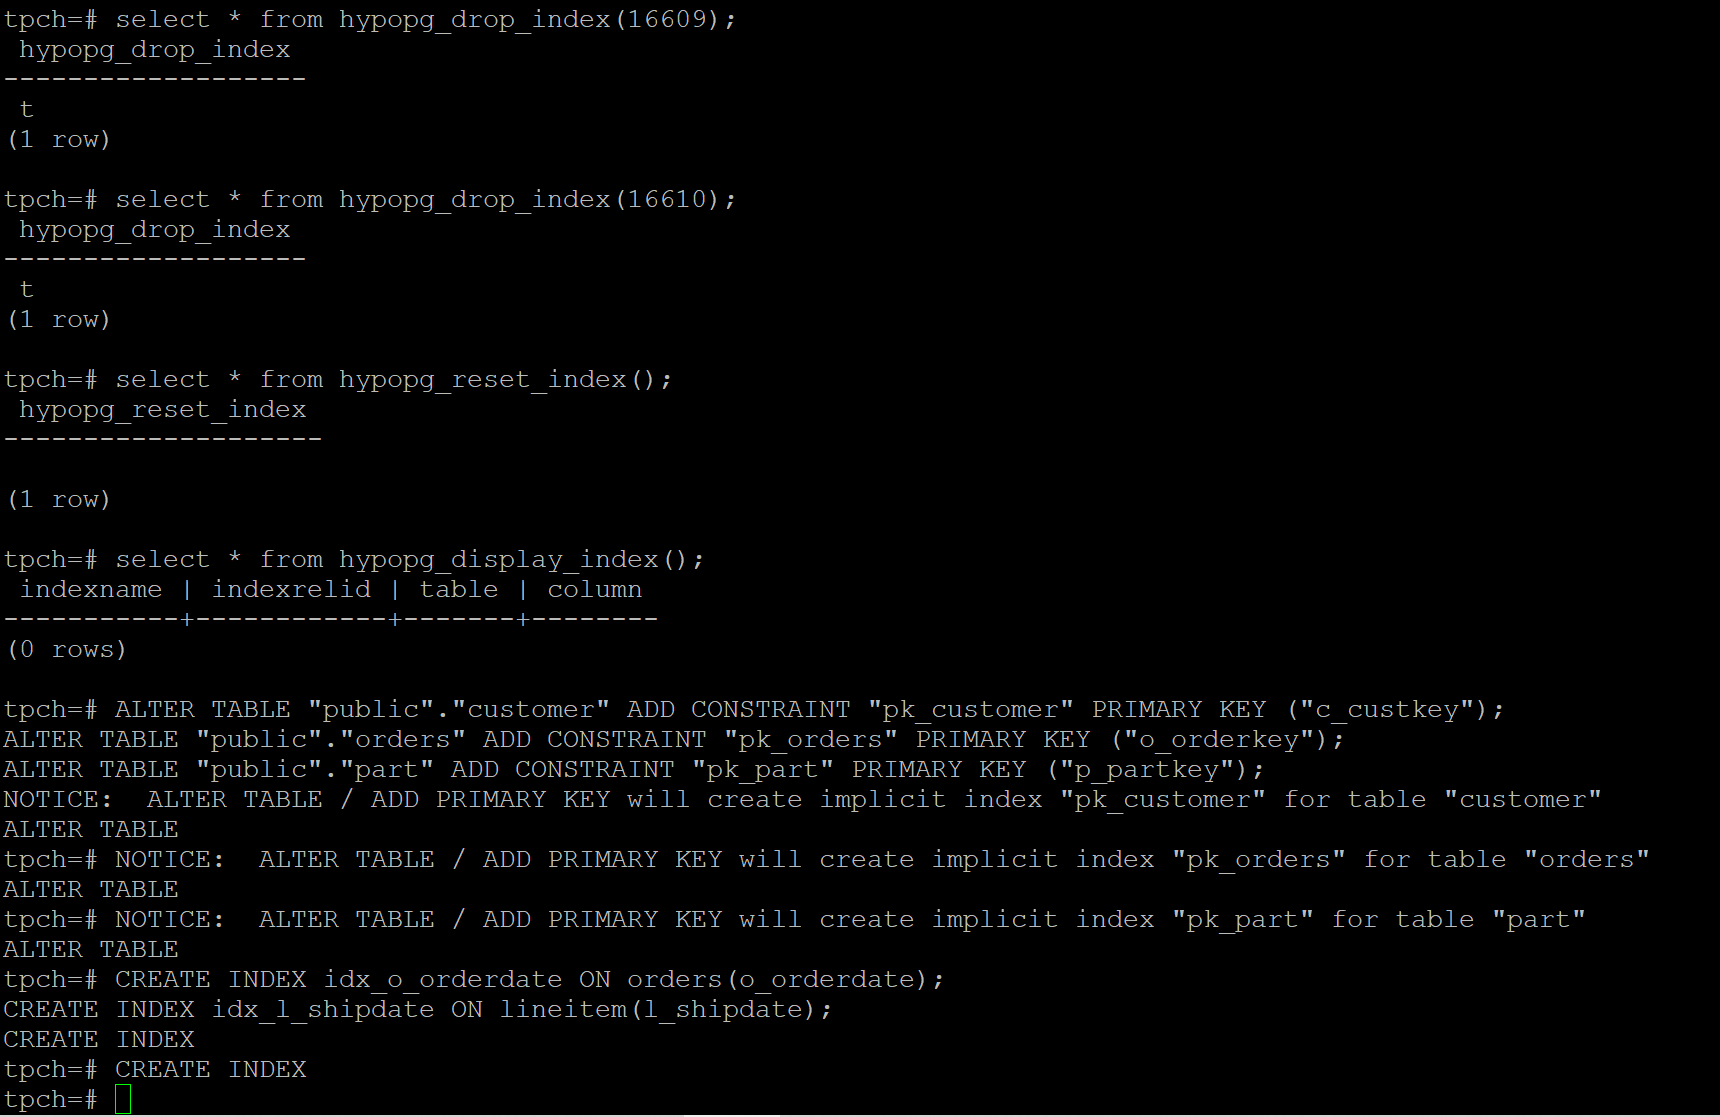 tpch=# select * from hypopg_drop_index(16609);
 hypopg_drop_index
-------------------
 t
(1 row)

tpch=# select * from hypopg_drop_index(16610);
 hypopg_drop_index
-------------------
 t
(1 row)

tpch=# select * from hypopg_reset_index();
 hypopg_reset_index
--------------------

(1 row)

tpch=# select * from hypopg_display_index();
 indexname | indexrelid | table | column
-----------+------------+-------+--------
(0 rows)

tpch=# ALTER TABLE "public"."customer" ADD CONSTRAINT "pk_customer" PRIMARY KEY ("c_custkey");
ALTER TABLE "public"."orders" ADD CONSTRAINT "pk_orders" PRIMARY KEY ("o_orderkey");
ALTER TABLE "public"."part" ADD CONSTRAINT "pk_part" PRIMARY KEY ("p_partkey");
NOTICE:  ALTER TABLE / ADD PRIMARY KEY will create implicit index "pk_customer" for table "customer"
ALTER TABLE
tpch=# NOTICE:  ALTER TABLE / ADD PRIMARY KEY will create implicit index "pk_orders" for table "orders"
ALTER TABLE
tpch=# NOTICE:  ALTER TABLE / ADD PRIMARY KEY will create implicit index "pk_part" for table "part"
ALTER TABLE
tpch=# CREATE INDEX idx_o_orderdate ON orders(o_orderdate);
CREATE INDEX idx_l_shipdate ON lineitem(l_shipdate);
CREATE INDEX
tpch=# CREATE INDEX
tpch=#